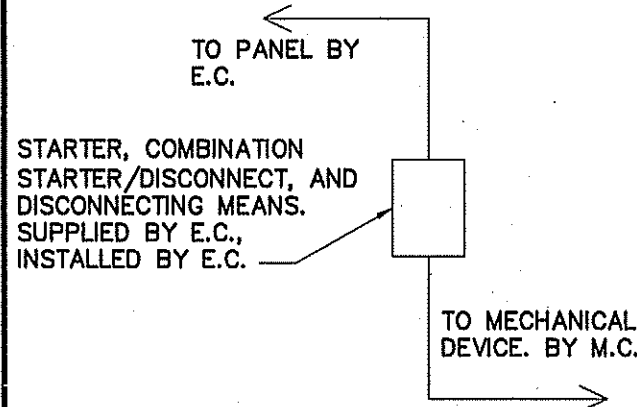 TO PANEL BY
E.C.
STARTER, COMBINATION
STARTER/DISCONNECT, AND
DISCONNECTING MEANS.
SUPPLIED BY E.C.,
INSTALLED BY E.C.
TO MECHANICAL
DEVICE. BY M.C.